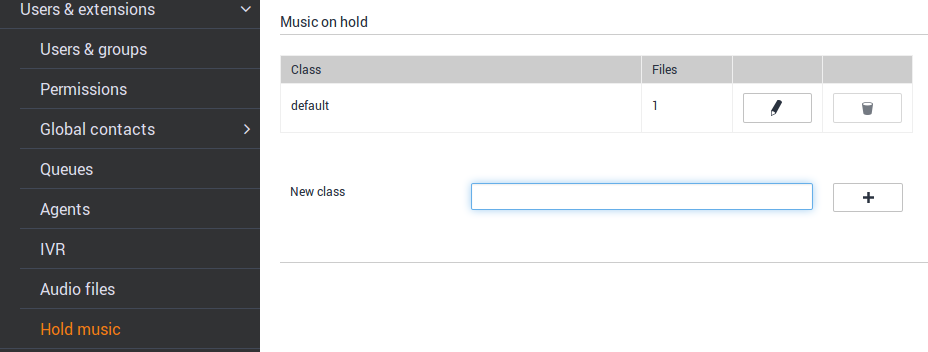 Users & extensions
Users & groups
Permissions
Global contacts
Queues
Agents
IVR
Audio files
Hold music
Music on hold
Class Files
default 1
New class